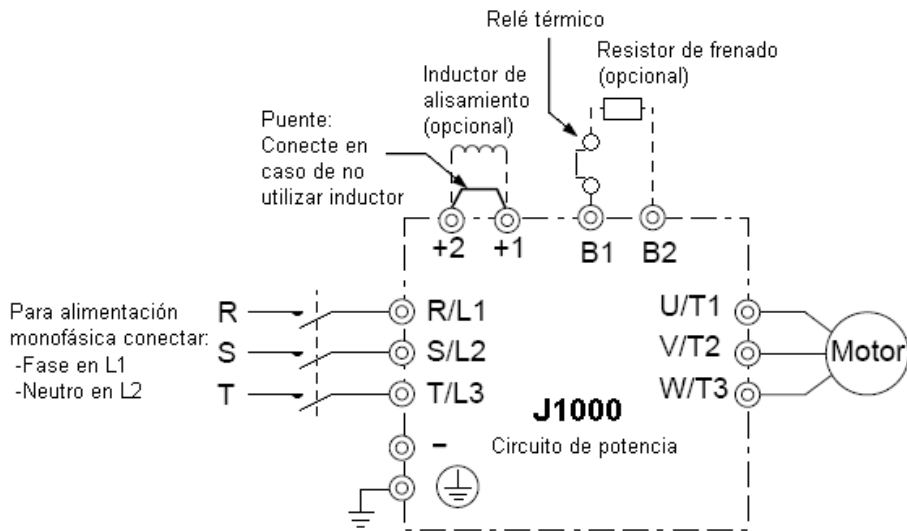 Relé térmico
Resistor de frenado
(opcional)
Inductor de
alisamiento
(opcional)
Puente:
Conecte en
caso de no
utilizar inductor
+2
+1
B1
B2
Para alimentación
monofásica conectar:
-Fase en L1
-Neutro en L2
R
S
T
R/L1
S/L2
T/L3
–
U/T1
V/T2
W/T3
Motor
J1000
Circuito de potencia